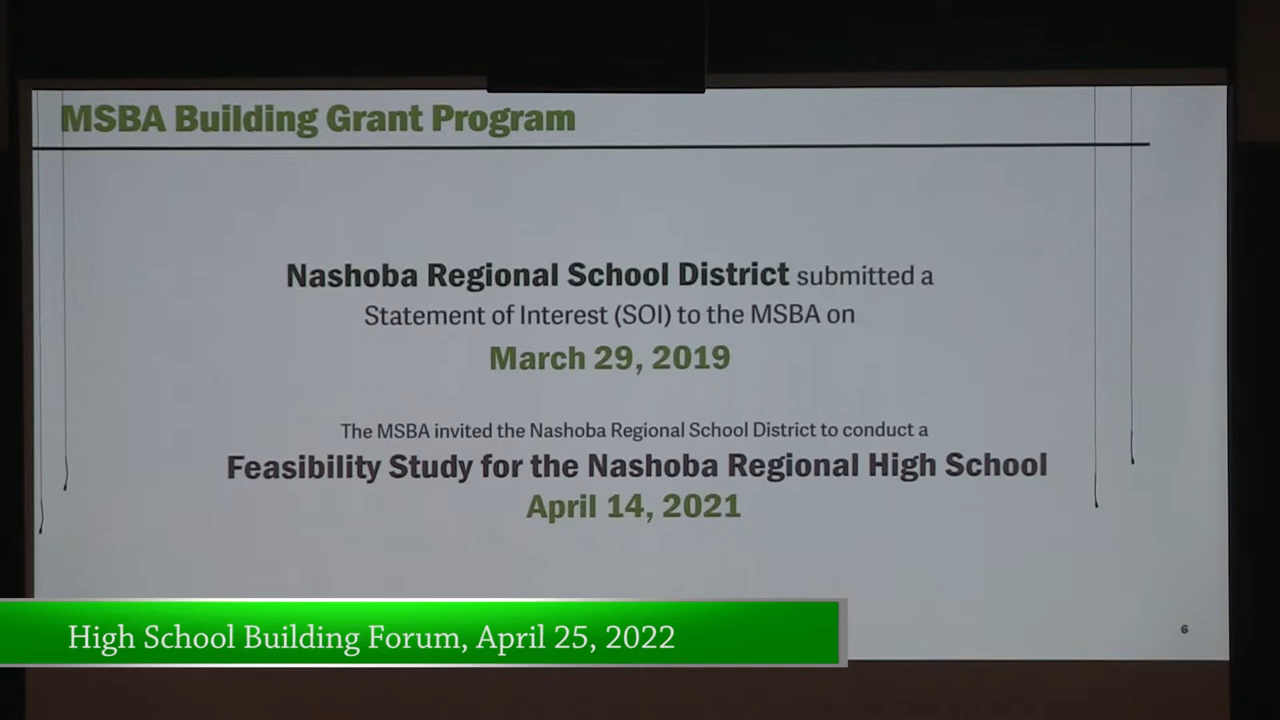 MSBA Building Grant Program
Nashoba Regional School District submitted a
Statement of Interest (SOI) to the MSBA on
March 29, 2019
The MSBA invited the Nashoba Regional School District to conduct a
Feasibility Study for the Nashoba Regional High School
April 14, 2021
6
High School Building Forum, April 25, 2022